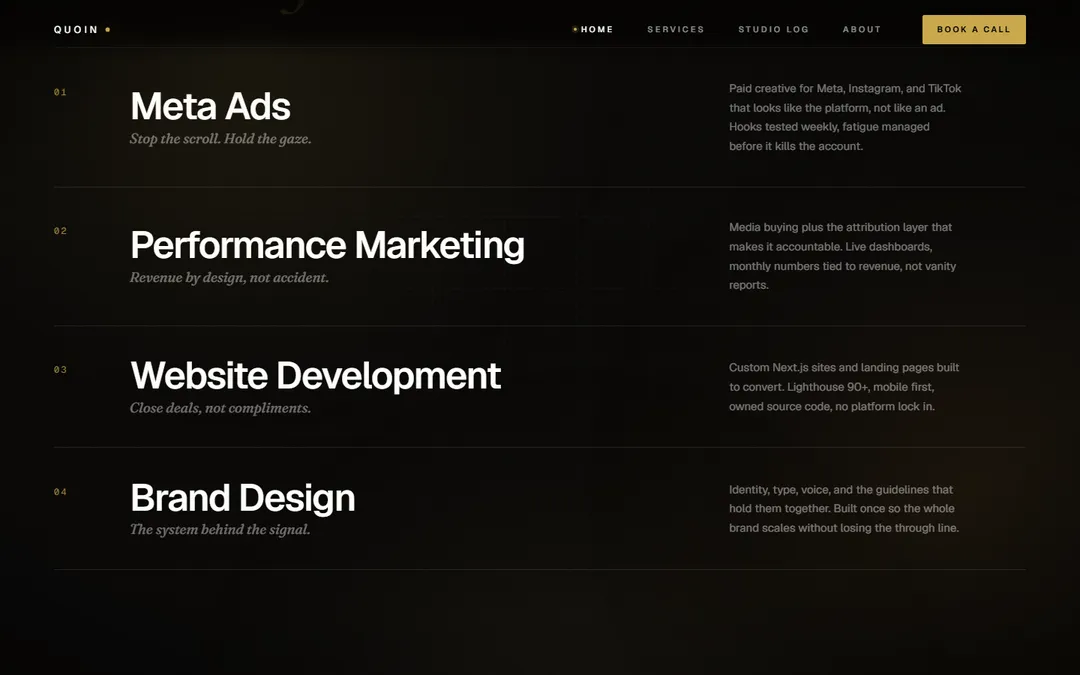 QUOIN
HOME
SERVICES
STUDIO LOG
ABOUT
BOOK A CALL
01
Meta Ads
Stop the scroll. Hold the gaze.
Paid creative for Meta, Instagram, and TikTok
that looks like the platform, not like an ad.
Hooks tested weekly, fatigue managed
before it kills the account.
02
Performance Marketing
Revenue by design, not accident.
Media buying plus the attribution layer that
makes it accountable. Live dashboards,
monthly numbers tied to revenue, not vanity
reports.
03
Website Development
Close deals, not compliments.
Custom Next.js sites and landing pages built
to convert. Lighthouse 90+, mobile first,
owned source code, no platform lock in.
04
Brand Design
The system behind the signal.
Identity, type, voice, and the guidelines that
hold them together. Built once so the whole
brand scales without losing the through line.